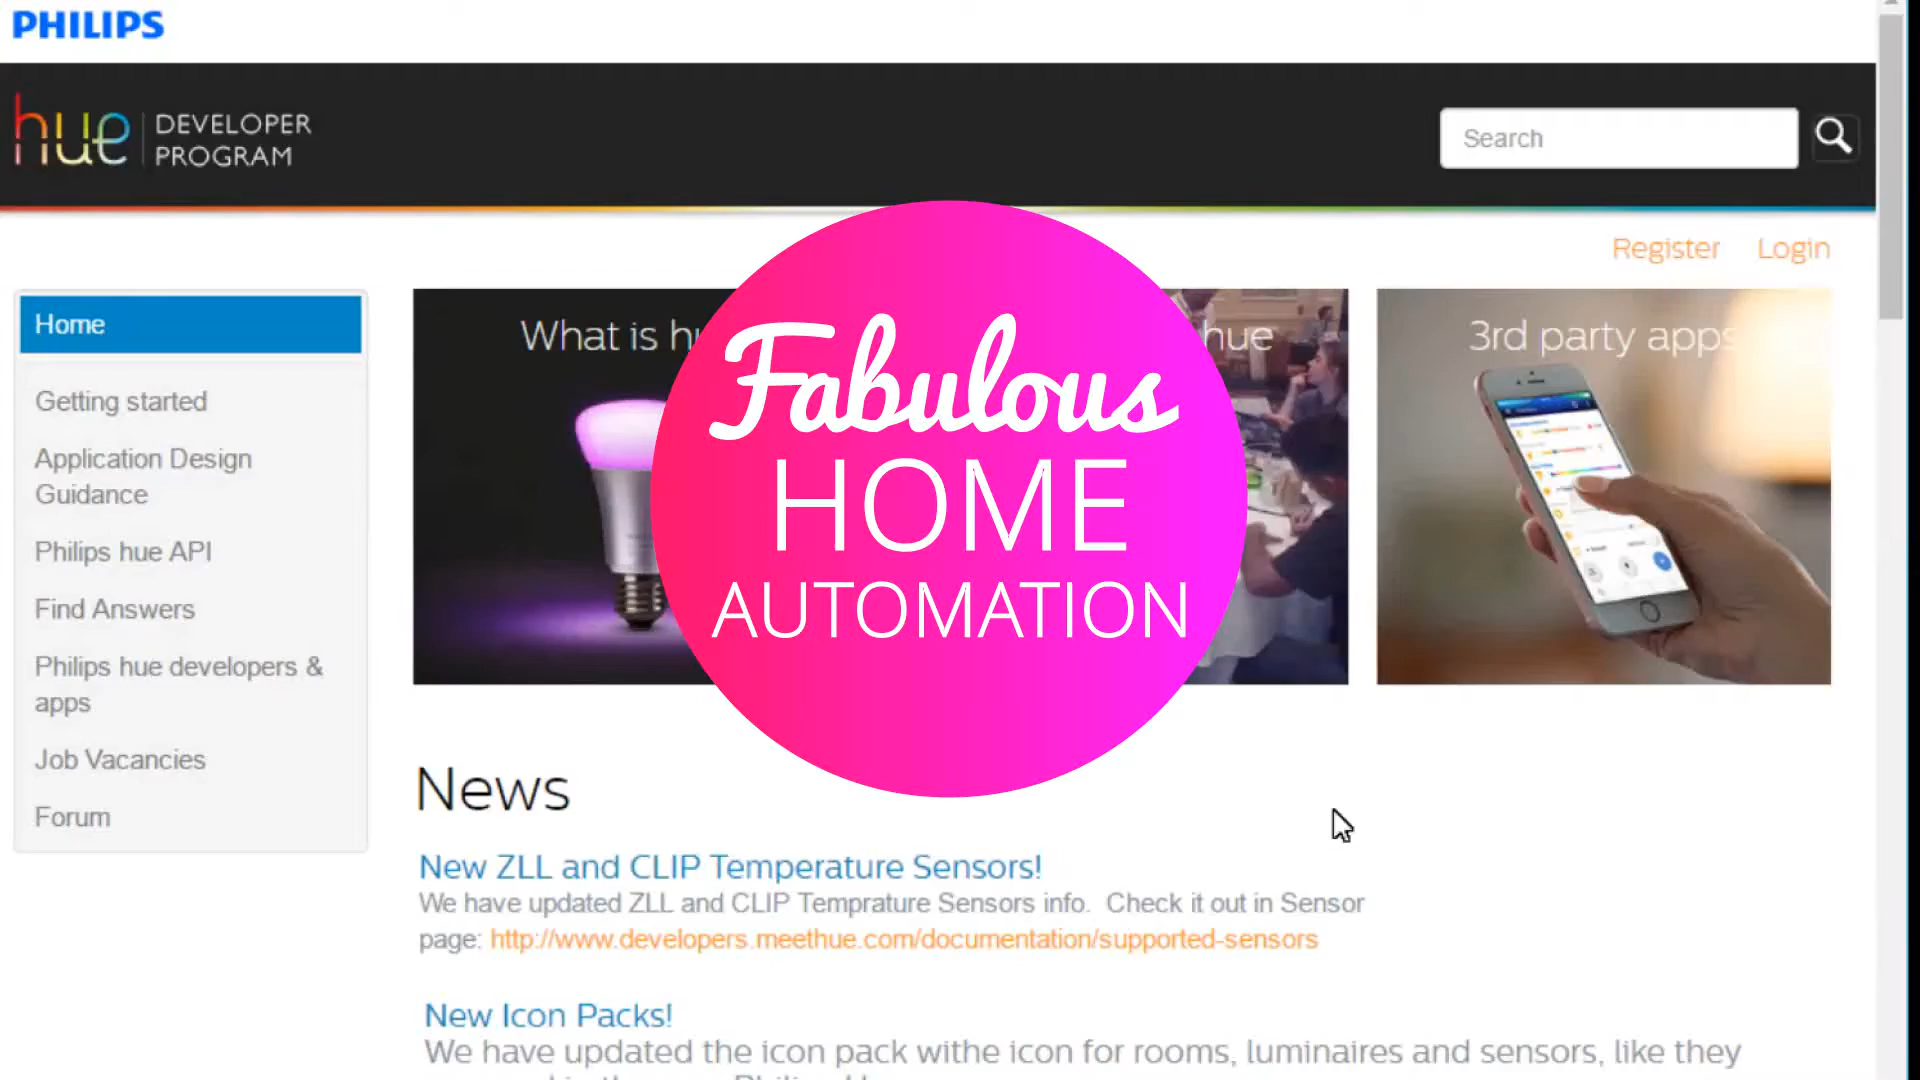 PHILIPS
hue DEVELOPER
PROGRAM
Search
Register Login
Home
Getting started
Application Design
Guidance
Philips hue API
Find Answers
Philips hue developers &
apps
Job Vacancies
Forum
What is
hue
3rd party apps
Fabulous
HOME
AUTOMATION
News
New ZLL and CLIP Temperature Sensors!
We have updated ZLL and CLIP Temprature Sensors info. Check it out in Sensor
page: http://www.developers.meethue.com/documentation/supported-sensors
New Icon Packs!
We have updated the icon pack withe icon for rooms, luminaires and sensors, like they